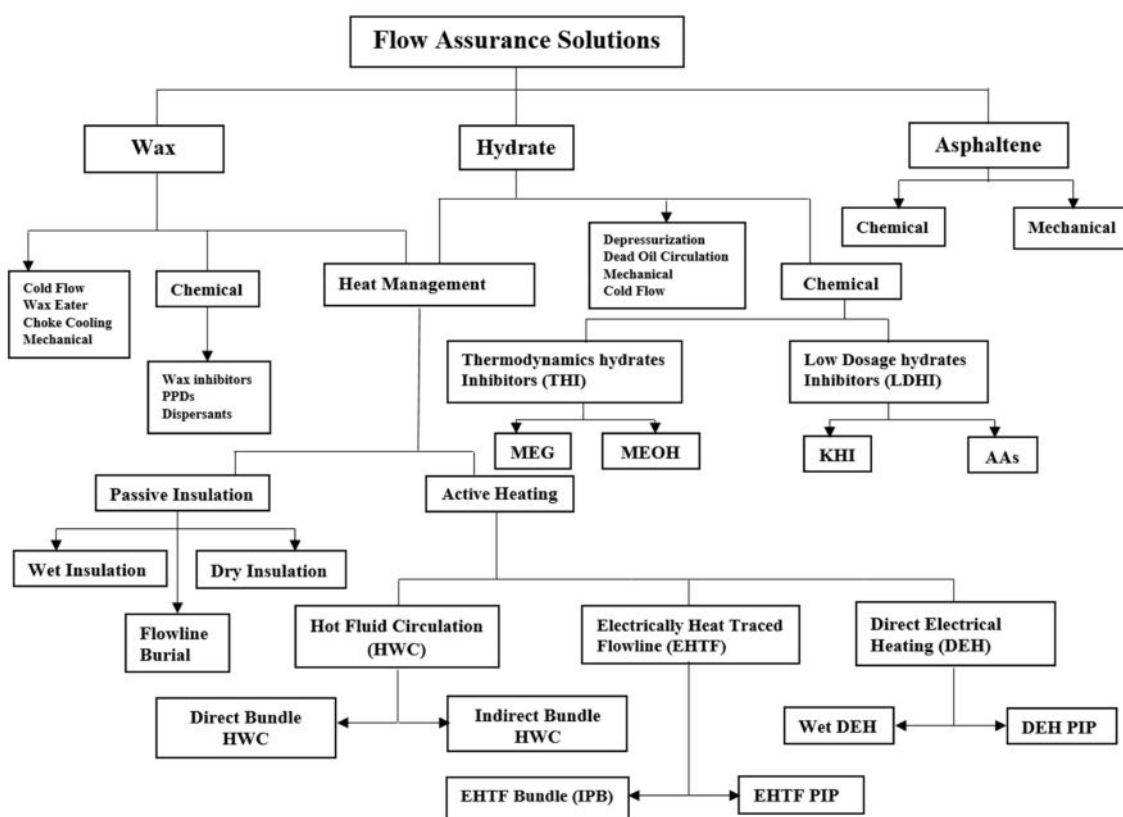 Flow Assurance Solutions
Wax
Hydrate
Asphaltene
Chemical
Mechanical
Cold Flow
Wax Eater
Choke Cooling
Mechanical
Chemical
Heat Management
Depressurization
Dead Oil Circulation
Mechanical
Cold Flow
Chemical
Wax inhibitors
PPDs
Dispersants
Thermodynamics hydrates
Inhibitors (THI)
Low Dosage hydrates
Inhibitors (LDHI)
MEG
MEOH
KHI
AAs
Passive Insulation
Active Heating
Wet Insulation
Dry Insulation
Flowline
Burial
Hot Fluid Circulation
(HWC)
Electrically Heat Traced
Flowline (EHTF)
Direct Electrical
Heating (DEH)
Direct Bundle
HWC
Indirect Bundle
HWC
Wet DEH
DEH PIP
EHTF Bundle (IPB)
EHTF PIP